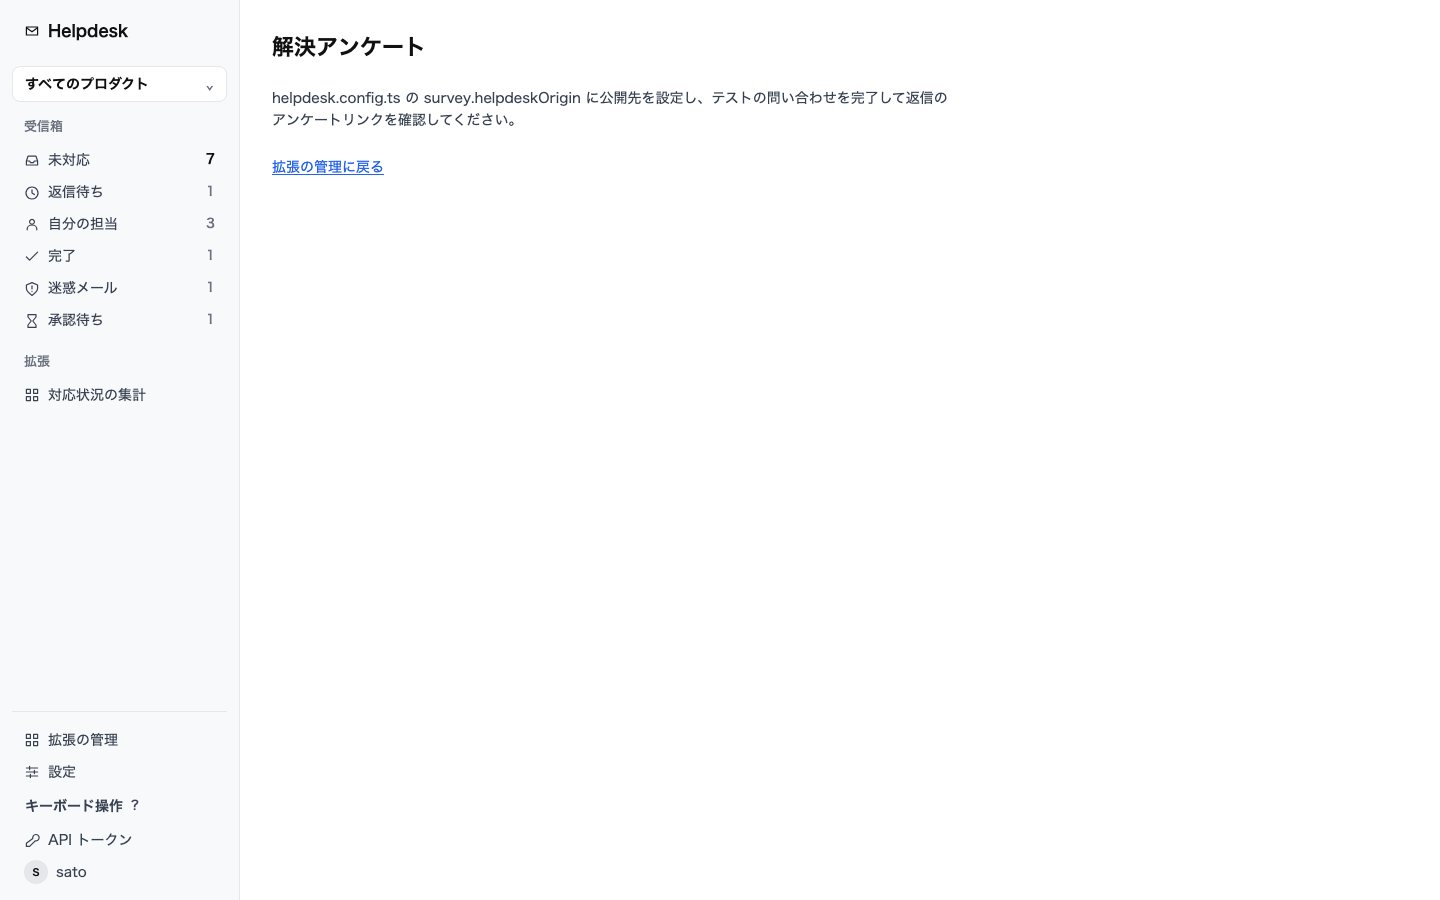 Helpdesk
すべてのプロダクト
受信箱
未対応 7
返信待ち 1
自分の担当 3
完了 1
迷惑メール 1
承認待ち 1
拡張
対応状況の集計
拡張の管理
設定
キーボード操作 ?
API トークン
S sato
解決アンケート
helpdesk.config.ts の survey.helpdeskOrigin に公開先を設定し、テストの問い合わせを完了して返信の
アンケートリンクを確認してください。
拡張の管理に戻る